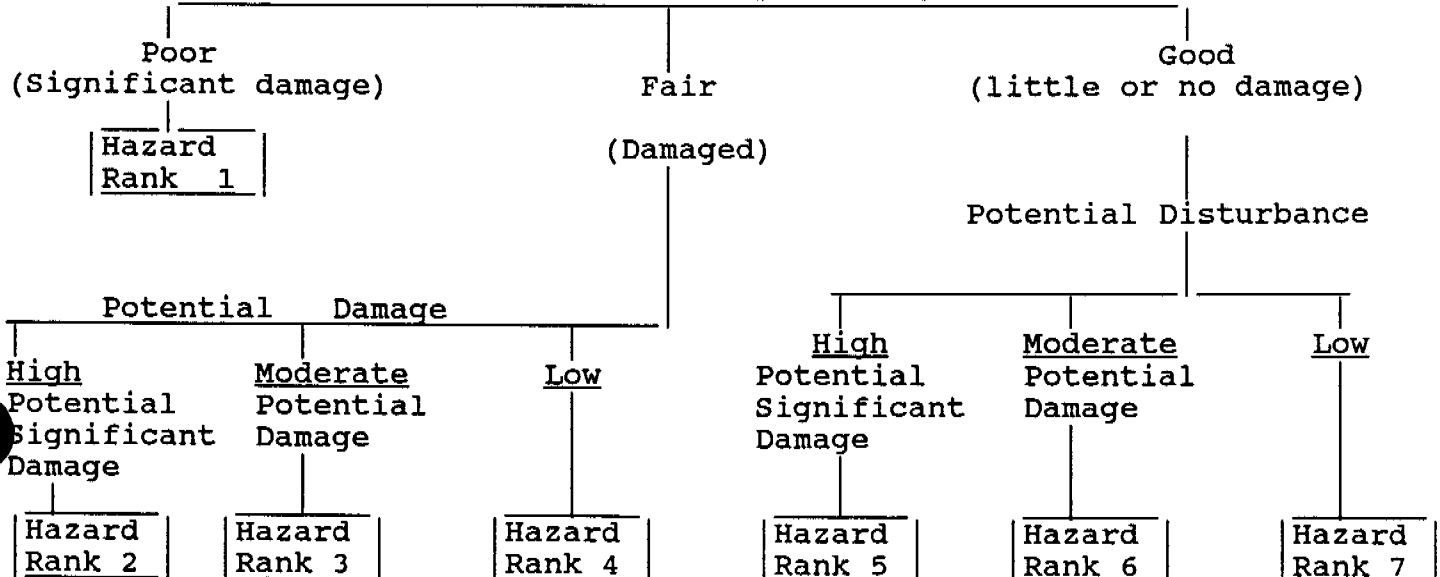 Poor
(Significant damage)
Hazard
Rank 1
Fair
(Damaged)
Good
(little or no damage)
Potential Disturbance
Potential Damage
High
Potential
Significant
Damage
Hazard
Rank 2
Moderate
Potential
Damage
Hazard
Rank 3
Low
Hazard
Rank 4
High
Potential
Significant
Damage
Hazard
Rank 5
Moderate
Potential
Damage
Hazard
Rank 6
Low
Hazard
Rank 7